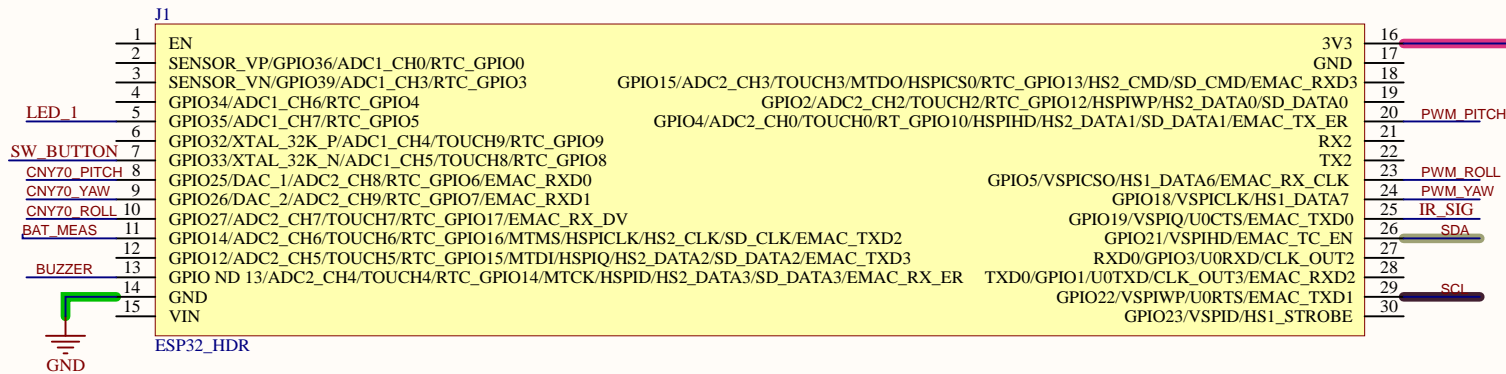 J1
1 EN
2 SENSOR_VP/GPIO36/ADC1_CH0/RTC_GPIO0
3 SENSOR_VN/GPIO39/ADC1_CH3/RTC_GPIO3
4 GPIO34/ADC1_CH6/RTC_GPIO4
LED_1 5 GPIO35/ADC1_CH7/RTC_GPIO5
6 GPIO32/XTAL_32K_P/ADC1_CH4/TOUCH9/RTC_GPIO9
SW_BUTTON 7 GPIO33/XTAL_32K_N/ADC1_CH5/TOUCH8/RTC_GPIO8
CNY70_PITCH 8 GPIO25/DAC_1/ADC2_CH8/RTC_GPIO6/EMAC_RXD0
CNY70_YAW 9 GPIO26/DAC_2/ADC2_CH9/RTC_GPIO7/EMAC_RXD1
CNY70_ROLL 10 GPIO27/ADC2_CH7/TOUCH7/RTC_GPIO17/EMAC_RX_DV
BAT_MEAS 11 GPIO14/ADC2_CH6/TOUCH6/RTC_GPIO16/MTMS/HSPICLK/HS2_CLK/SD_CLK/EMAC_TXD2
12 GPIO12/ADC2_CH5/TOUCH5/RTC_GPIO15/MTDI/HSPIQ/HS2_DATA2/SD_DATA2/EMAC_TXD3
BUZZER 13 GPIO ND 13/ADC2_CH4/TOUCH4/RTC_GPIO14/MTCK/HSPID/HS2_DATA3/SD_DATA3/EMAC_RX_ER
14 GND
15 VIN
GND
ESP32_HDR
3V3 16
GND 17
GPIO15/ADC2_CH3/TOUCH3/MTDO/HSPICS0/RTC_GPIO13/HS2_CMD/SD_CMD/EMAC_RXD3 18
GPIO2/ADC2_CH2/TOUCH2/RTC_GPIO12/HSPIWP/HS2_DATA0/SD_DATA0 19
GPIO4/ADC2_CH0/TOUCH0/RT_GPIO10/HSPIHD/HS2_DATA1/SD_DATA1/EMAC_TX_ER 20 PWM_PITCH
RX2 21
TX2 22
GPIO5/VSPICSO/HS1_DATA6/EMAC_RX_CLK 23 PWM_ROLL
GPIO18/VSPICLK/HS1_DATA7 24 PWM_YAW
GPIO19/VSPIQ/U0CTS/EMAC_TXD0 25 IR_SIG
GPIO21/VSPIHD/EMAC_TC_EN 26 SDA
RXD0/GPIO3/U0RXD/CLK_OUT2 27
TXD0/GPIO1/U0TXD/CLK_OUT3/EMAC_RXD2 28
GPIO22/VSPIWP/U0RTS/EMAC_TXD1 29 SCL
GPIO23/VSPID/HS1_STROBE 30